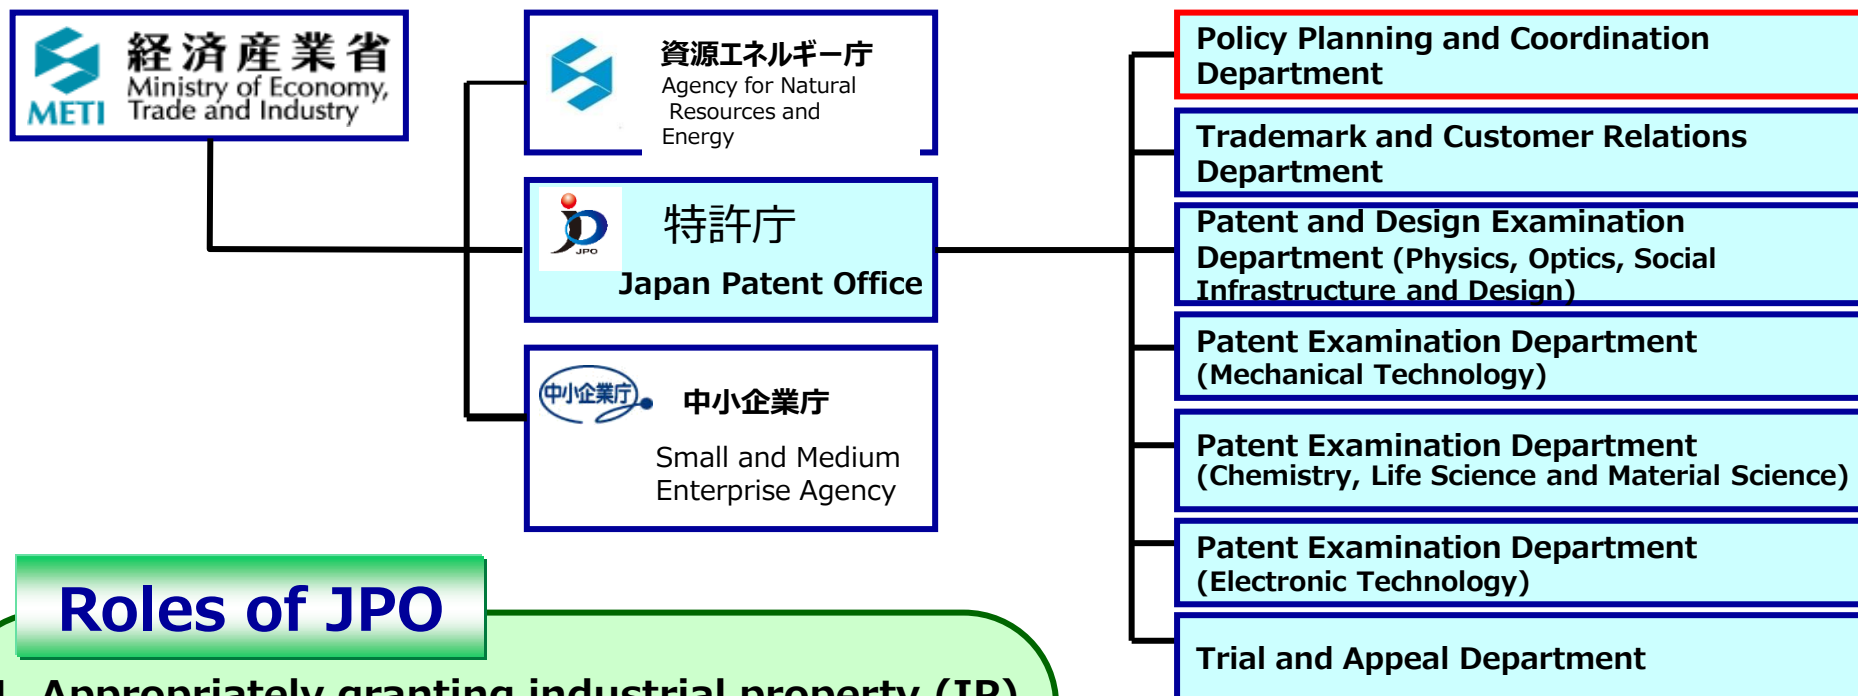 経済産業省
Ministry of Economy,
Trade and Industry
METI
資源エネルギー庁
Agency for Natural
Resources and
Energy
JPO
特許庁
Japan Patent Office
中小企業庁
中小企業庁
Small and Medium
Enterprise Agency
Policy Planning and Coordination
Department
Trademark and Customer Relations
Department
Patent and Design Examination
Department (Physics, Optics, Social
Infrastructure and Design)
Patent Examination Department
(Mechanical Technology)
Patent Examination Department
(Chemistry, Life Science and Material Science)
Patent Examination Department
(Electronic Technology)
Trial and Appeal Department
Roles of JPO
Appropriately granting industrial property (IP)